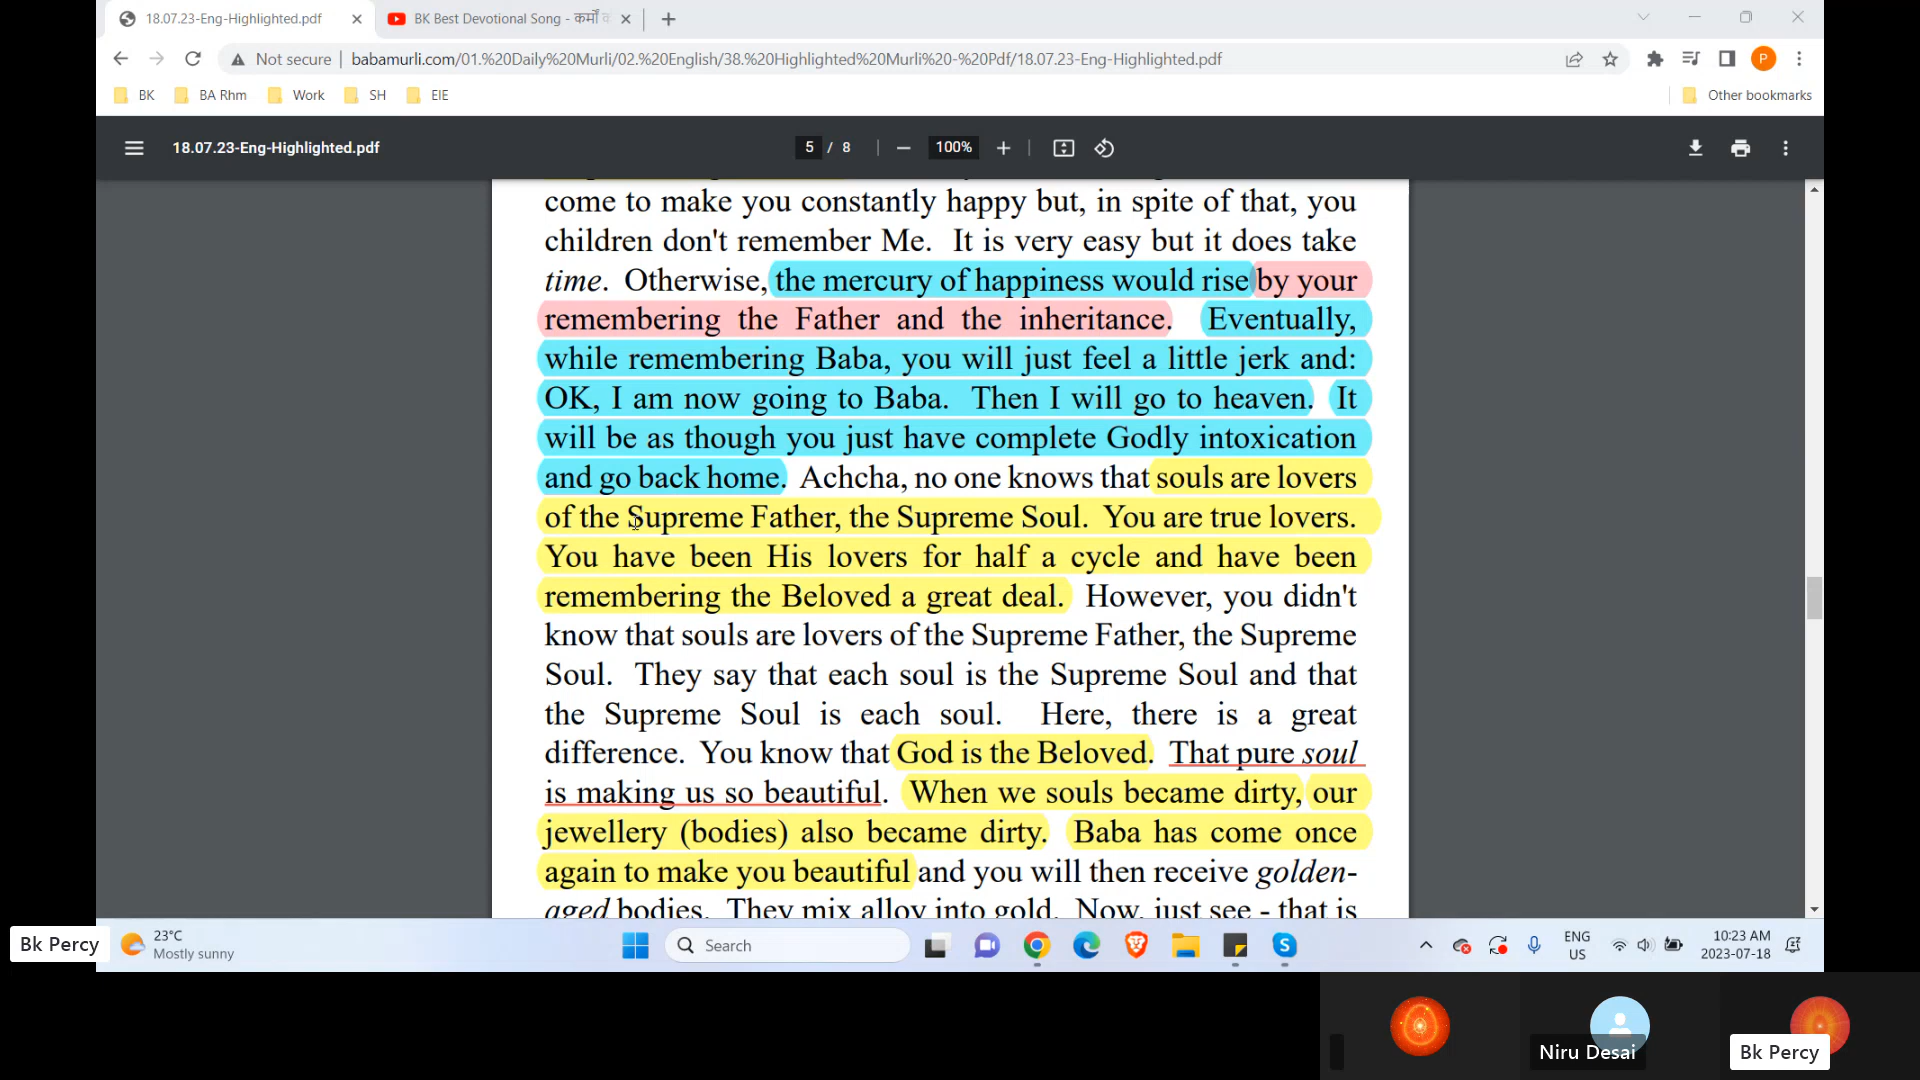 18.07.23-Eng-Highlighted.pdf
BK Best Devotional Song - कर्मों क
Not secure | babamurli.com/01.%20Daily%20Murli/02.%20English/38.%20Highlighted%20Murli%20-%20Pdf/18.07.23-Eng-Highlighted.pdf
P
BK BA Rhm Work SH EIE Other bookmarks
18.07.23-Eng-Highlighted.pdf 5 / 8 100%
come to make you constantly happy but, in spite of that, you
children don't remember Me. It is very easy but it does take
time. Otherwise, the mercury of happiness would rise by your
remembering the Father and the inheritance. Eventually,
while remembering Baba, you will just feel a little jerk and:
OK, I am now going to Baba. Then I will go to heaven. It
will be as though you just have complete Godly intoxication
and go back home. Achcha, no one knows that souls are lovers
of the Supreme Father, the Supreme Soul. You are true lovers.
You have been His lovers for half a cycle and have been
remembering the Beloved a great deal. However, you didn't
know that souls are lovers of the Supreme Father, the Supreme
Soul. They say that each soul is the Supreme Soul and that
the Supreme Soul is each soul. Here, there is a great
difference. You know that God is the Beloved. That pure soul
is making us so beautiful. When we souls became dirty, our
jewellery (bodies) also became dirty. Baba has come once
again to make you beautiful and you will then receive golden-
aged bodies. They mix alloy into gold. Now, just see - that is
Bk Percy
23°C
Mostly sunny
Search
ENG
US
10:23 AM
2023-07-18
Niru Desai
Bk Percy